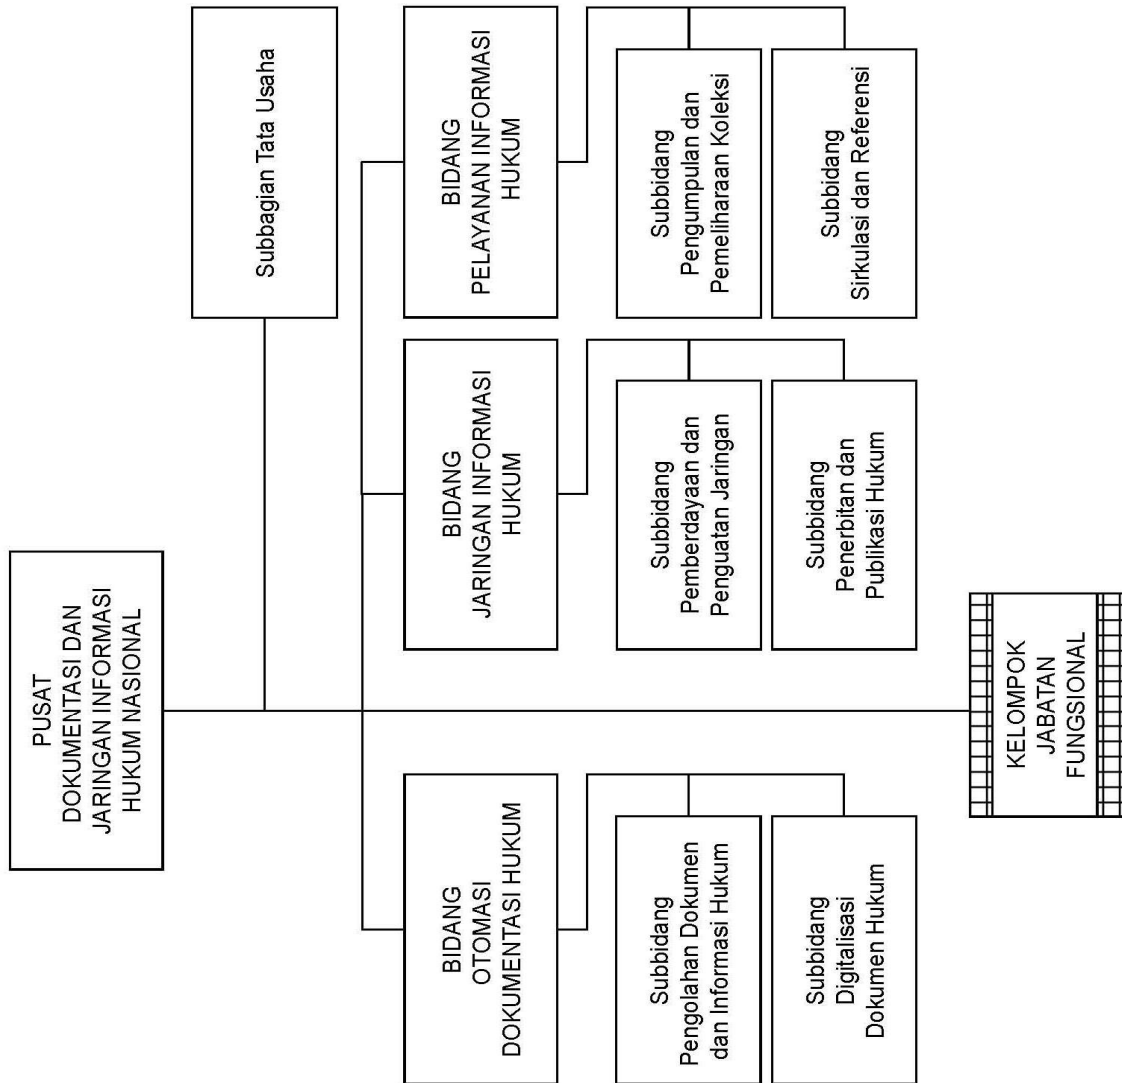 PUSAT
DOKUMENTASI DAN
JARINGAN INFORMASI
HUKUM NASIONAL
Subbagian Tata Usaha
BIDANG
OTOMASI
DOKUMENTASI HUKUM
BIDANG
JARINGAN INFORMASI
HUKUM
BIDANG
PELAYANAN INFORMASI
HUKUM
Subbidang
Pengolahan Dokumen
dan Informasi Hukum
Subbidang
Pemberdayaan dan
Penguatan Jaringan
Subbidang
Pengumpulan dan
Pemeliharaan Koleksi
Subbidang
Digitalisasi
Dokumen Hukum
Subbidang
Penerbitan dan
Publikasi Hukum
Subbidang
Sirkulasi dan Referensi
KELOMPOK
JABATAN
FUNGSIONAL